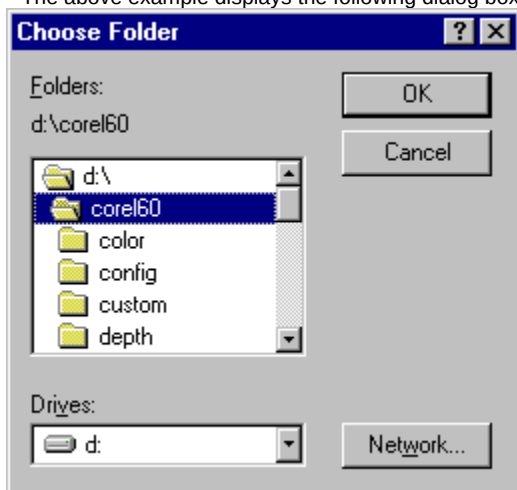 The above example displays the following dialog box
Choose Folder
Folders:
d:\corel60
OK
Cancel
d:\
corel60
color
config
custom
depth
Drives:
d:
Network...